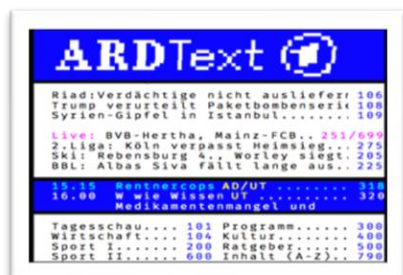 ARDText
Riad:Verdächtige nicht ausliefern 106
Trump verurteilt Paketbombenserie 108
Syrien-Gipfel in Istanbul......... 109
Live: BVB-Hertha, Mainz-FCB.. 251/699
2.Liga: Köln verpasst Heimsieg... 275
Ski: Rebensburg 4., Worley siegt. 205
BBL: Albas Siva fällt lange aus.. 225
15.15 Rentnercops AD/UT ......... 318
16.00 W wie Wissen UT .......... 320
Medikamentenmangel und
Tagesschau.... 101 Programm...... 300
Wirtschaft.... 104 Kultur........ 400
Sport I....... 200 Ratgeber...... 500
Sport II...... 600 Inhalt (A-Z).. 790